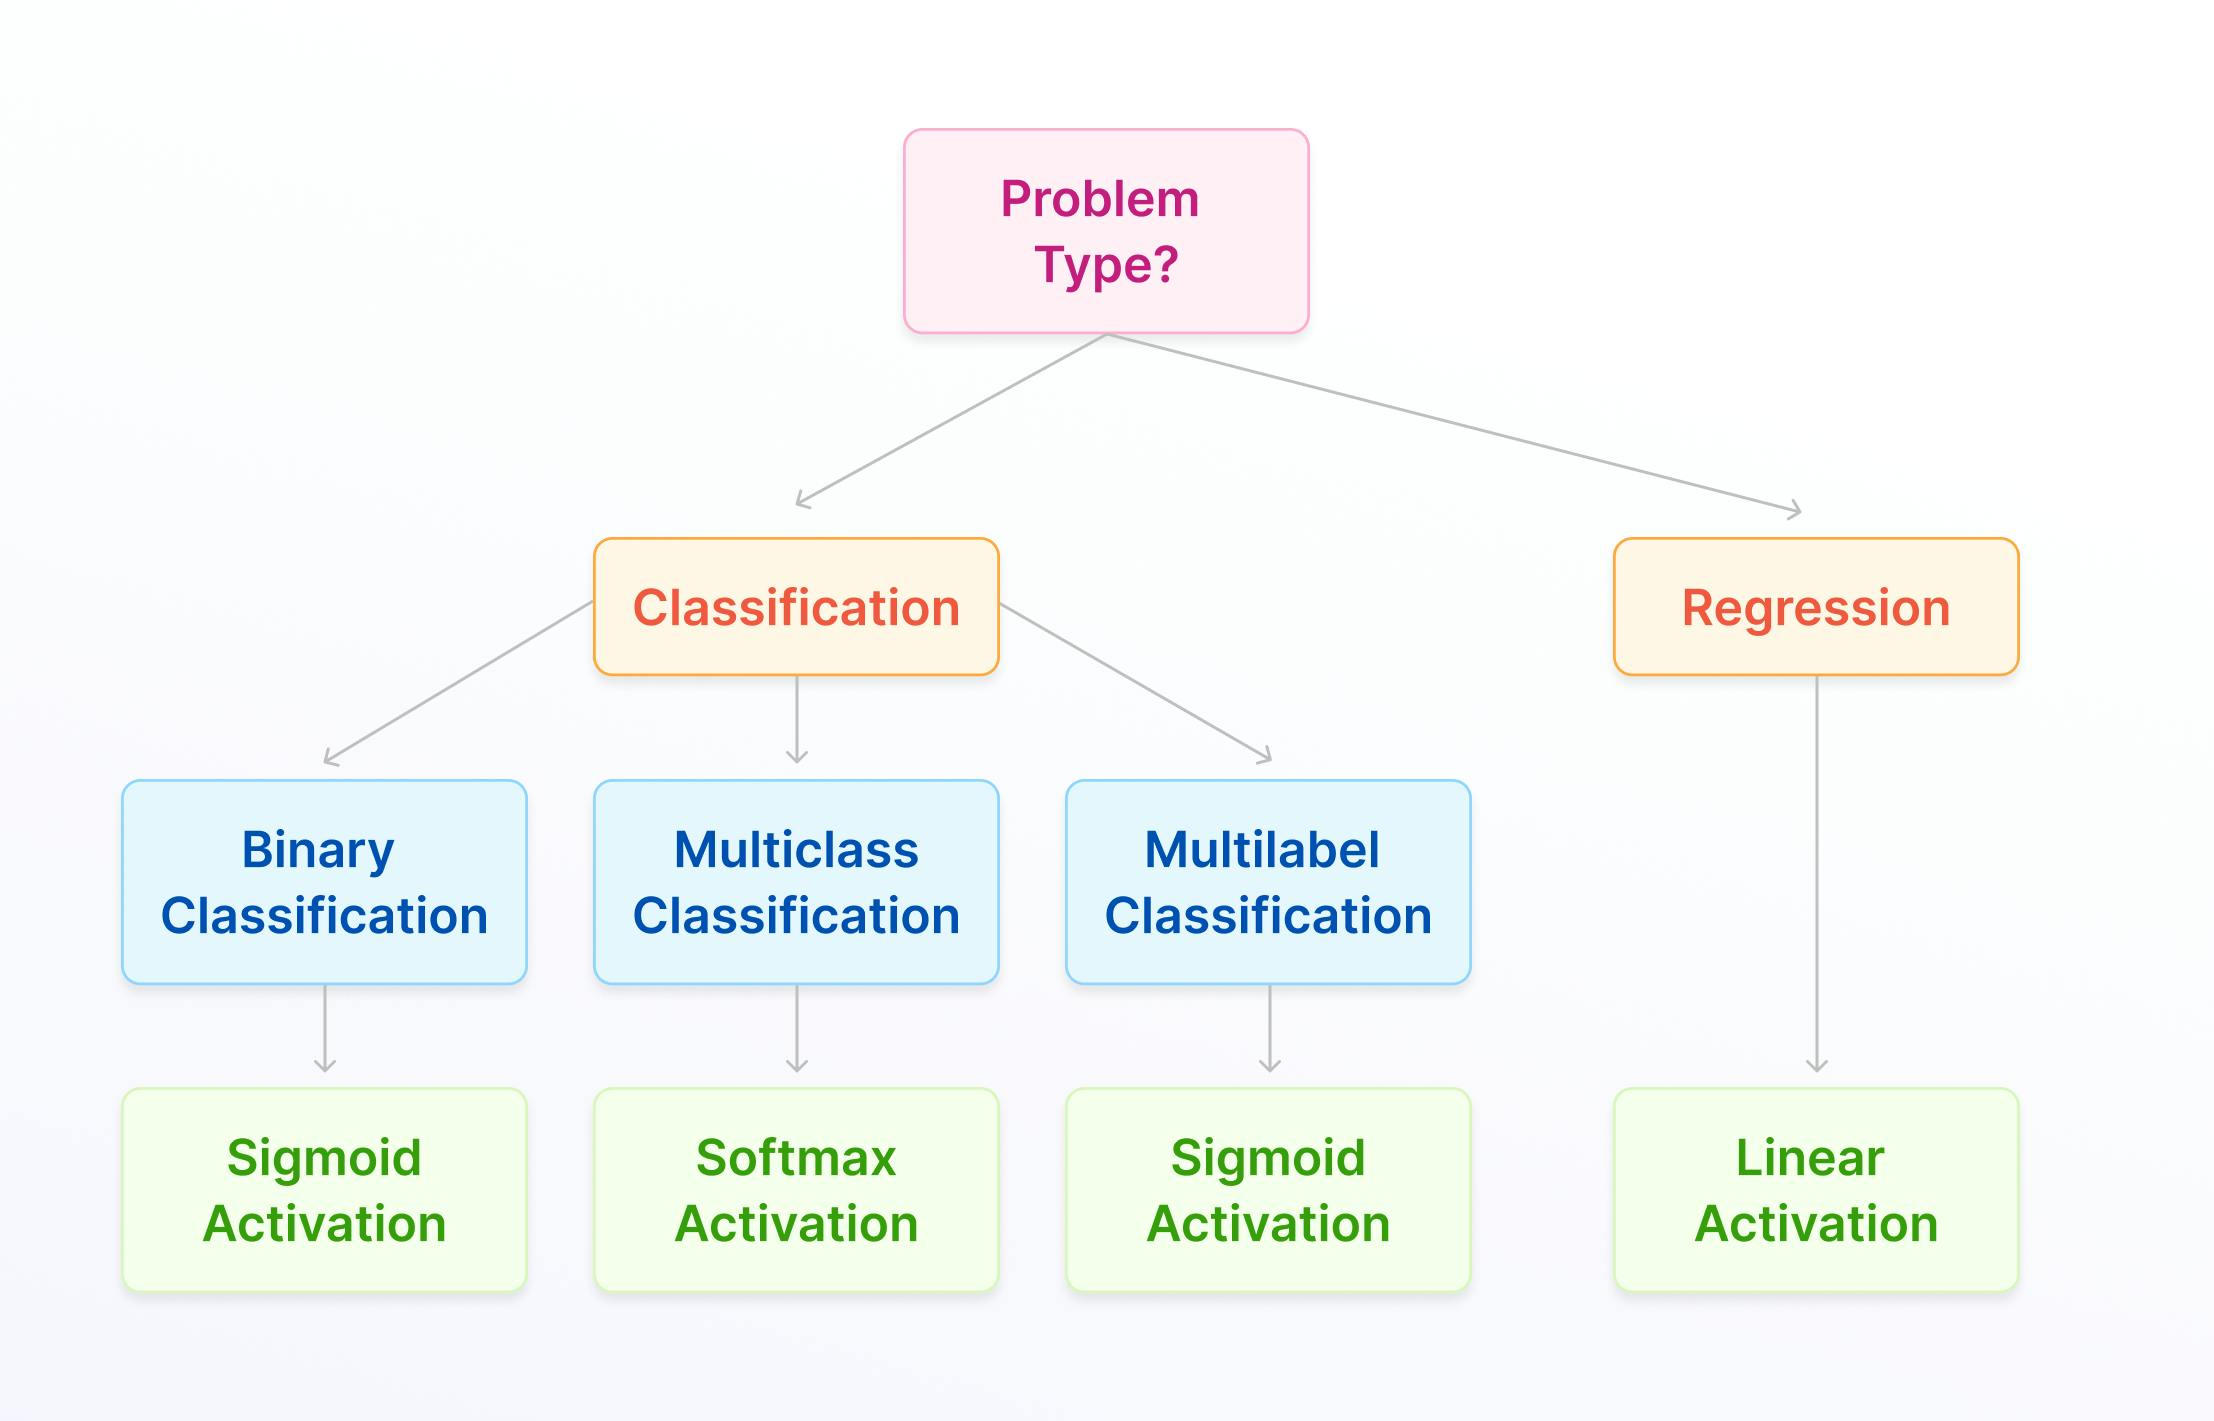 Problem
Type?
Classification
Regression
Binary
Classification
Multiclass
Classification
Multilabel
Classification
Sigmoid
Activation
Softmax
Activation
Sigmoid
Activation
Linear
Activation